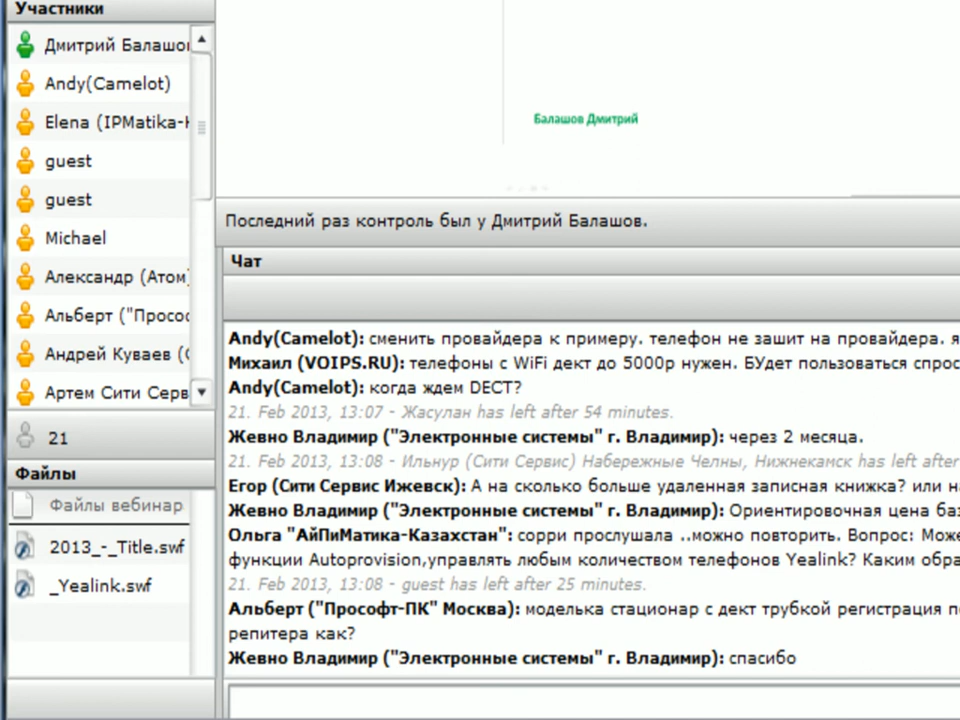 Участники
Дмитрий Балашо
Andy(Camelot)
Elena (IPMatika-
guest
guest
Michael
Александр (Атом
Альберт ("Просо
Андрей Куваев (
Артем Сити Серв
21
Файлы
Файлы вебинар
2013_-_Title.swf
_Yealink.swf
Балашов Дмитрий
Последний раз контроль был у Дмитрий Балашов.
Чат
Andy(Camelot): сменить провайдера к примеру. телефон не зашит на провайдера. я
Михаил (VOIPS.RU): телефоны с WiFi дект до 5000р нужен. БУдет пользоваться спрос
Andy(Camelot): когда ждем DECT?
21. Feb 2013, 13:07 - Жасулан has left after 54 minutes.
Жевно Владимир ("Электронные системы" г. Владимир): через 2 месяца.
21. Feb 2013, 13:08 - Ильнур (Сити Сервис) Набережные Челны, Нижнекамск has left after
Егор (Сити Сервис Ижевск): А на сколько больше удаленная записная книжка? или н
Жевно Владимир ("Электронные системы" г. Владимир): Ориентировочная цена ба
Ольга "АйПиМатика-Казахстан": сорри прослушала ..можно повторить. Вопрос: Може
функции Autoprovision,управлять любым количеством телефонов Yealink? Каким обра
21. Feb 2013, 13:08 - guest has left after 25 minutes.
Альберт ("Прософт-ПК" Москва): моделька стационар с дект трубкой регистрация п
репитера как?
Жевно Владимир ("Электронные системы" г. Владимир): спасибо